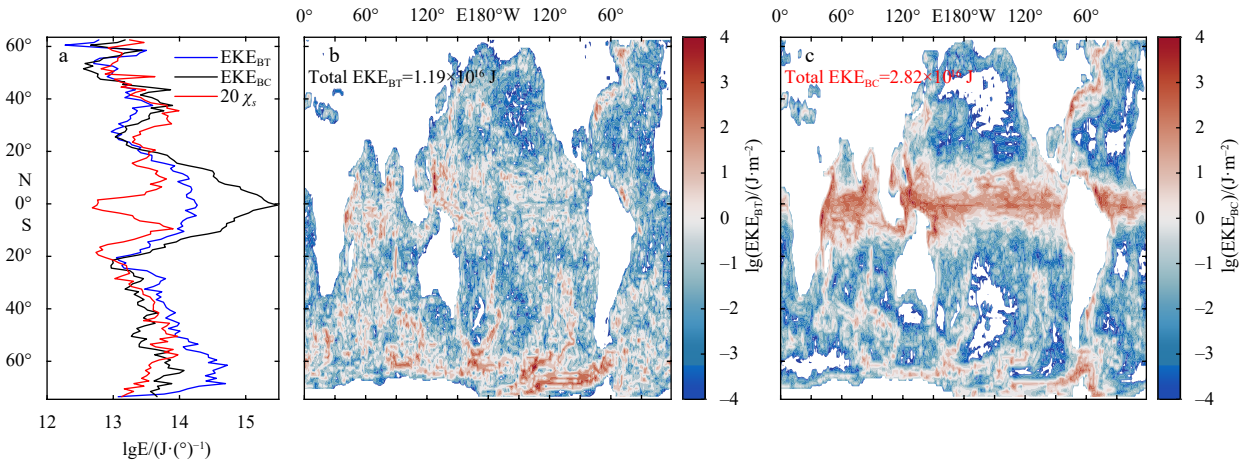 0° 60° 120° E180°W 120° 60°
0° 60° 120° E180°W 120° 60°
a
EKE_BT
EKE_BC
20 χ_s
60°
40°
20°
N
0°
S
20°
40°
60°
12 13 14 15
lgE/(J·(°)⁻¹)
b
Total EKE_BT=1.19×10¹⁶ J
4
3
2
1
0
−1
−2
−3
−4
lg(EKE_BT)/(J·m⁻²)
c
Total EKE_BC=2.82×10 J
4
3
2
1
0
−1
−2
−3
−4
lg(EKE_BC)/(J·m⁻²)